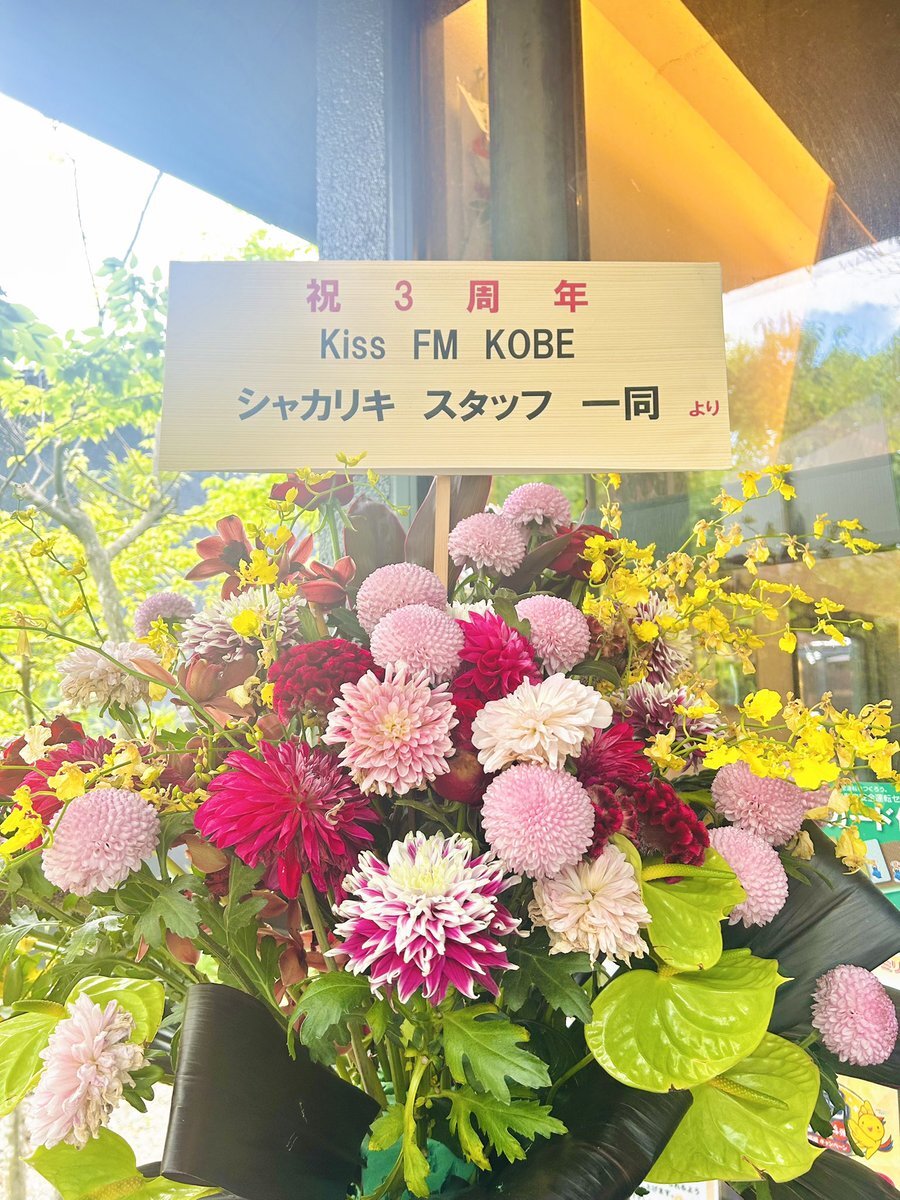 祝 3 周 年
Kiss FM KOBE
シャカリキ スタッフ 一同 より